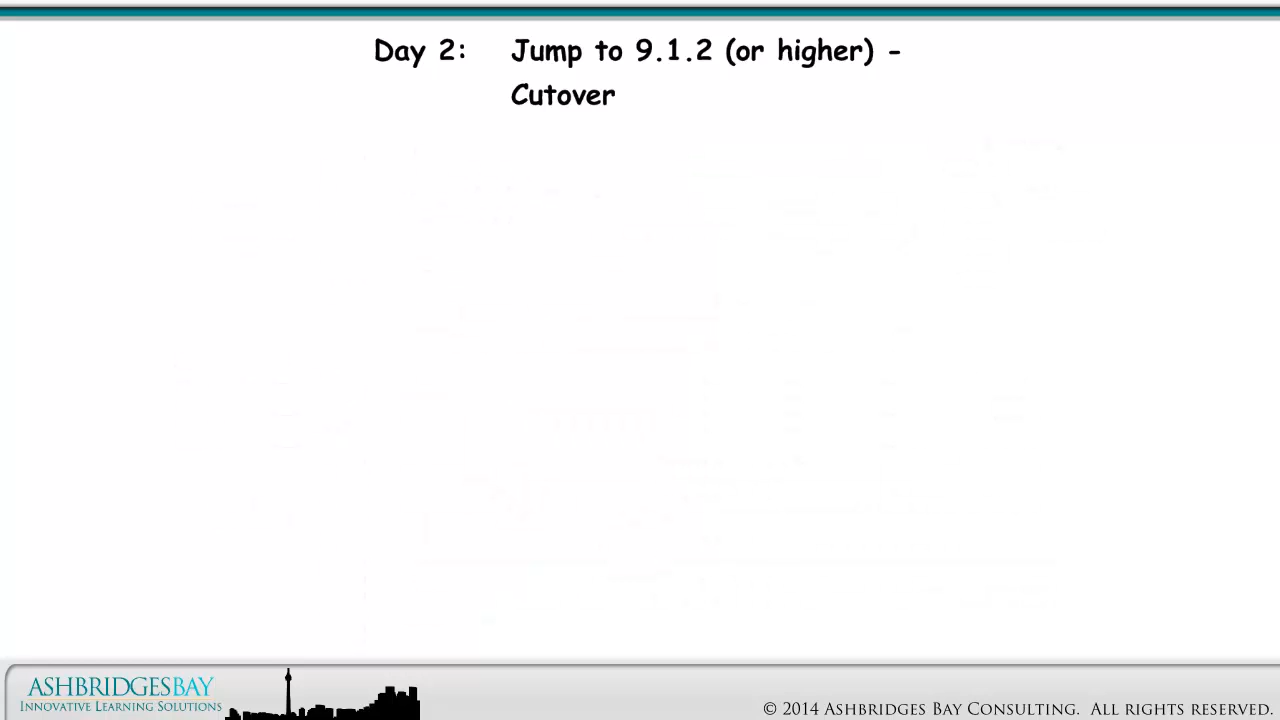 Day 2: Jump to 9.1.2 (or higher) -
Cutover
ASHBRIDGESBAY
INNOVATIVE LEARNING SOLUTIONS
© 2014 ASHBRIDGES BAY CONSULTING. ALL RIGHTS RESERVED.